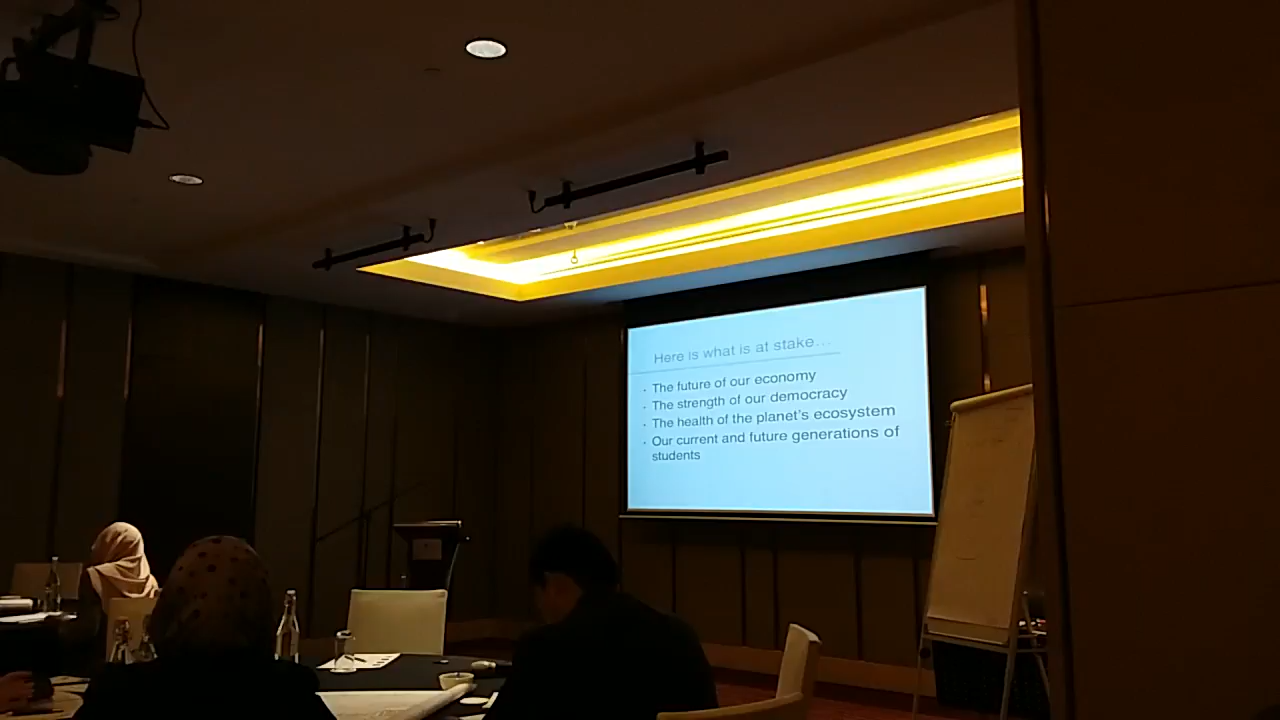 Here is what is at stake…
· The future of our economy
· The strength of our democracy
· The health of the planet's ecosystem
· Our current and future generations of
students